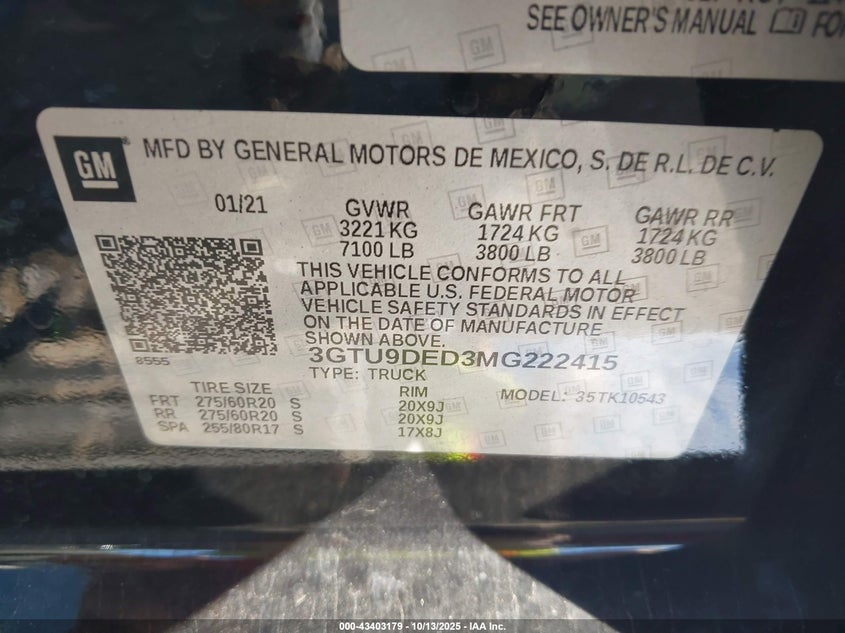 SEE OWNER'S MANUAL
GM
MFD BY GENERAL MOTORS DE MEXICO, S. DE R.L. DE C.V.
01/21 GVWR GAWR FRT GAWR RR
3221 KG 1724 KG 1724 KG
7100 LB 3800 LB 3800 LB
THIS VEHICLE CONFORMS TO ALL
APPLICABLE U.S. FEDERAL MOTOR
VEHICLE SAFETY STANDARDS IN EFFECT
ON THE DATE OF MANUFACTURE
SHOWN ABOVE.
8555
3GTU9DED3MG222415
TYPE: TRUCK
TIRE SIZE RIM MODEL: 35TK10543
FRT 275/60R20 S 20X9J
RR 275/60R20 S 20X9J
SPA 255/80R17 S 17X8J
000-43403179 - 10/13/2025 - IAA Inc.